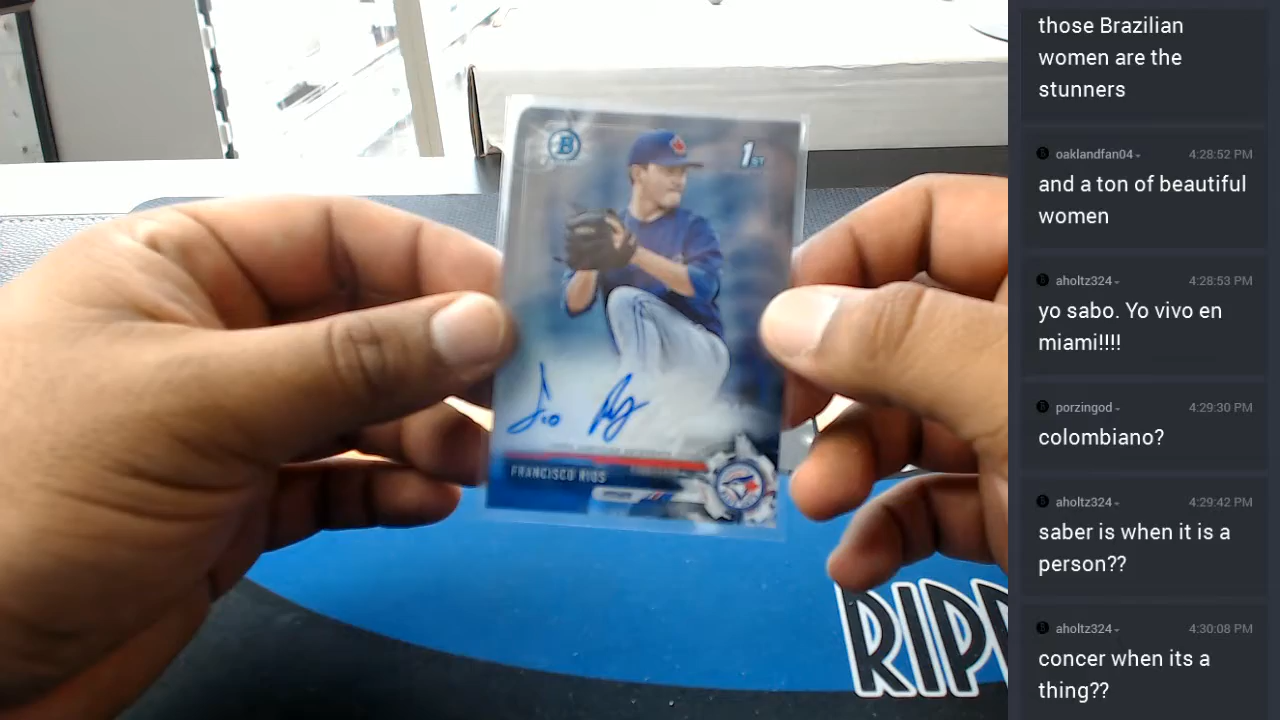 B
1ST
FRANCISCO RIOS
RIPP
those Brazilian
women are the
stunners
oaklandfan04
4:28:52 PM
and a ton of beautiful
women
aholtz324
4:28:53 PM
yo sabo. Yo vivo en
miami!!!!
porzingod
4:29:30 PM
colombiano?
aholtz324
4:29:42 PM
saber is when it is a
person??
aholtz324
4:30:08 PM
concer when its a
thing??